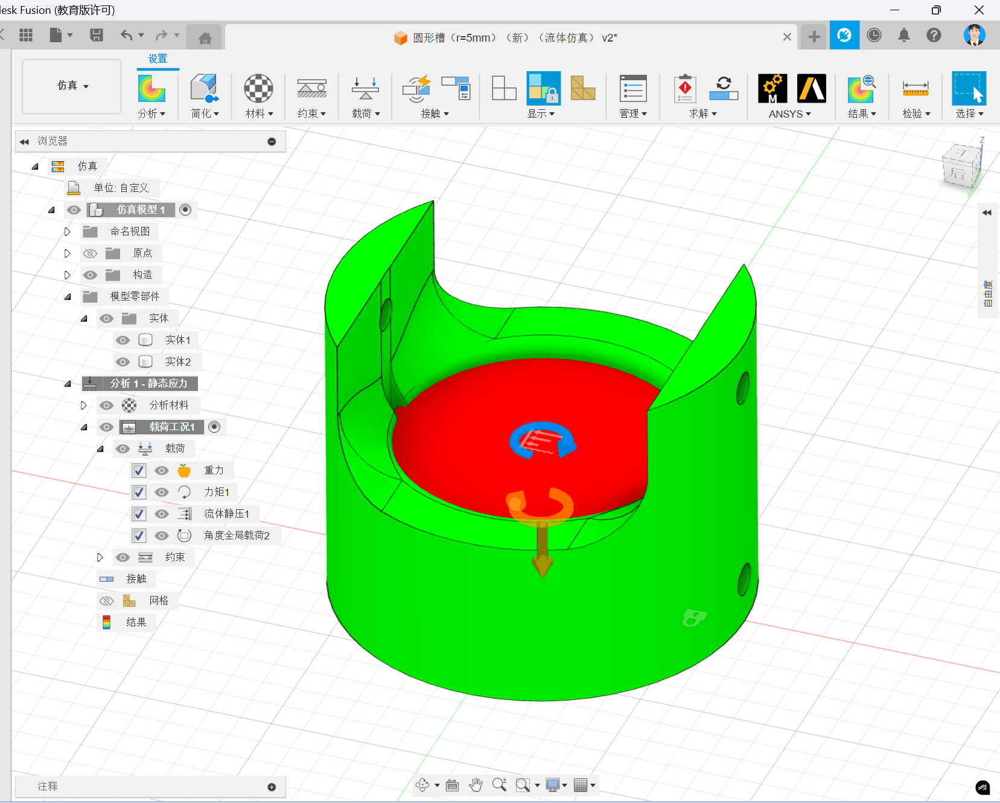 desk Fusion (教育版许可)
圆形槽（r=5mm）（新）（流体仿真） v2*
设置
仿真
分析
简化
材料
约束
载荷
接触
显示
管理
求解
M
ANSYS
结果
检验
选择
浏览器
仿真
单位: 自定义
仿真模型 1
命名视图
原点
构造
模型零部件
实体
实体1
实体2
分析 1 - 静态应力
分析材料
载荷工况1
载荷
重力
力矩1
流体静压1
角度全局载荷2
约束
接触
网格
结果
Z
后
Y
自由度
注释